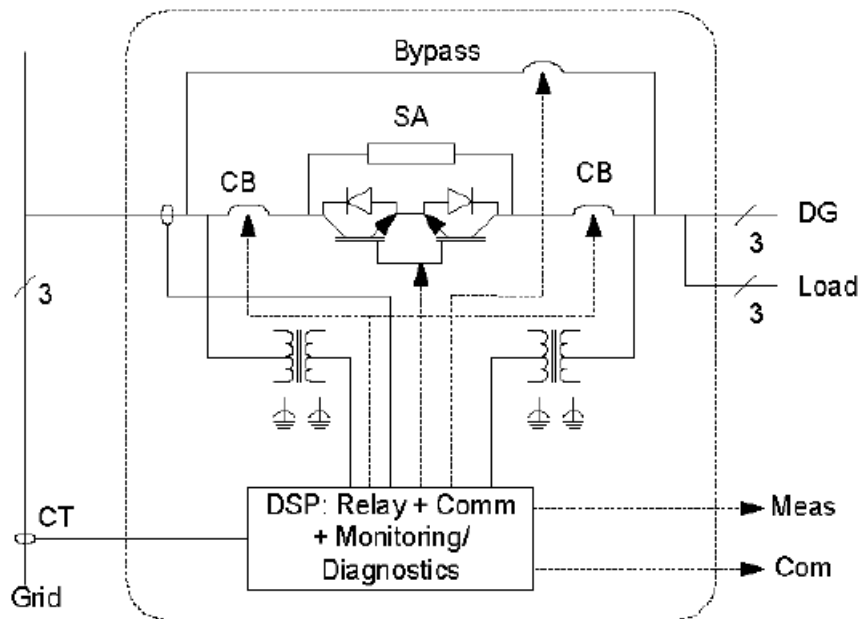 Bypass
SA
CB
CB
DG
3
3
Load
3
DSP: Relay + Comm
+ Monitoring/
Diagnostics
CT
Meas
Com
Grid